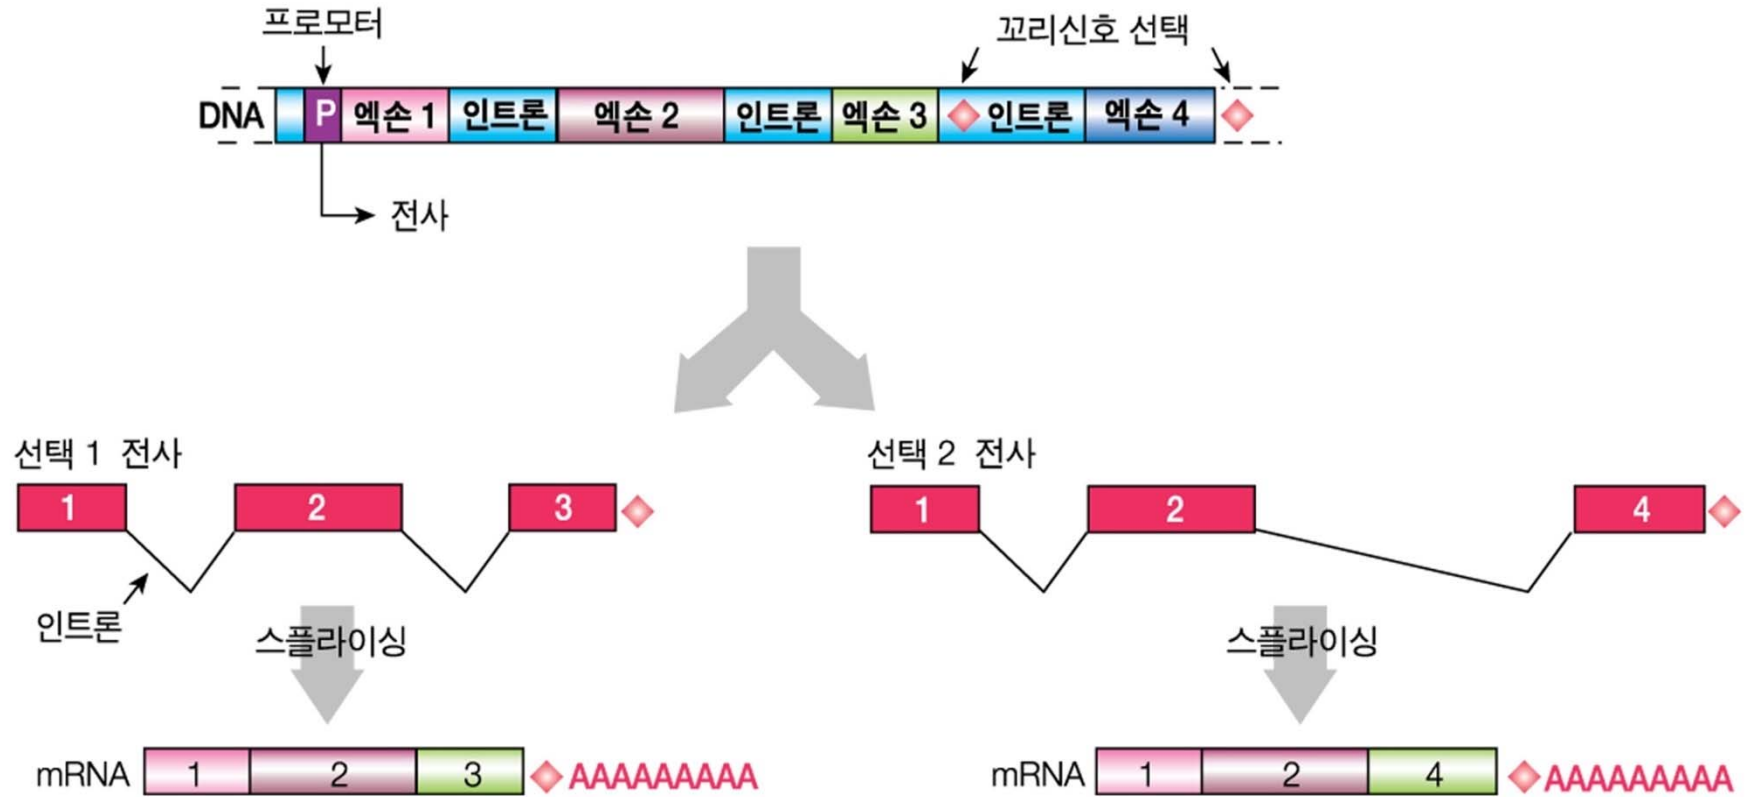 프로모터
꼬리신호 선택
DNA P 엑손 1 인트론 엑손 2 인트론 엑손 3 인트론 엑손 4
전사
선택 1 전사
1 2 3
인트론
스플라이싱
mRNA 1 2 3 AAAAAAAAA
선택 2 전사
1 2 4
스플라이싱
mRNA 1 2 4 AAAAAAAAA